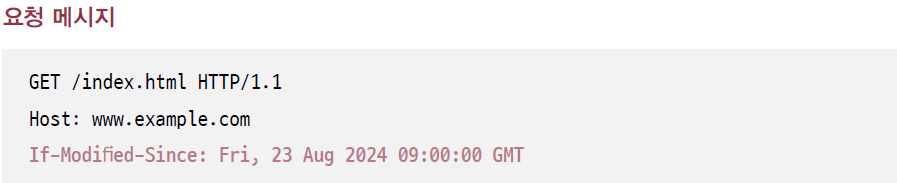 요청 메시지
GET /index.html HTTP/1.1
Host: www.example.com
If-Modified-Since: Fri, 23 Aug 2024 09:00:00 GMT